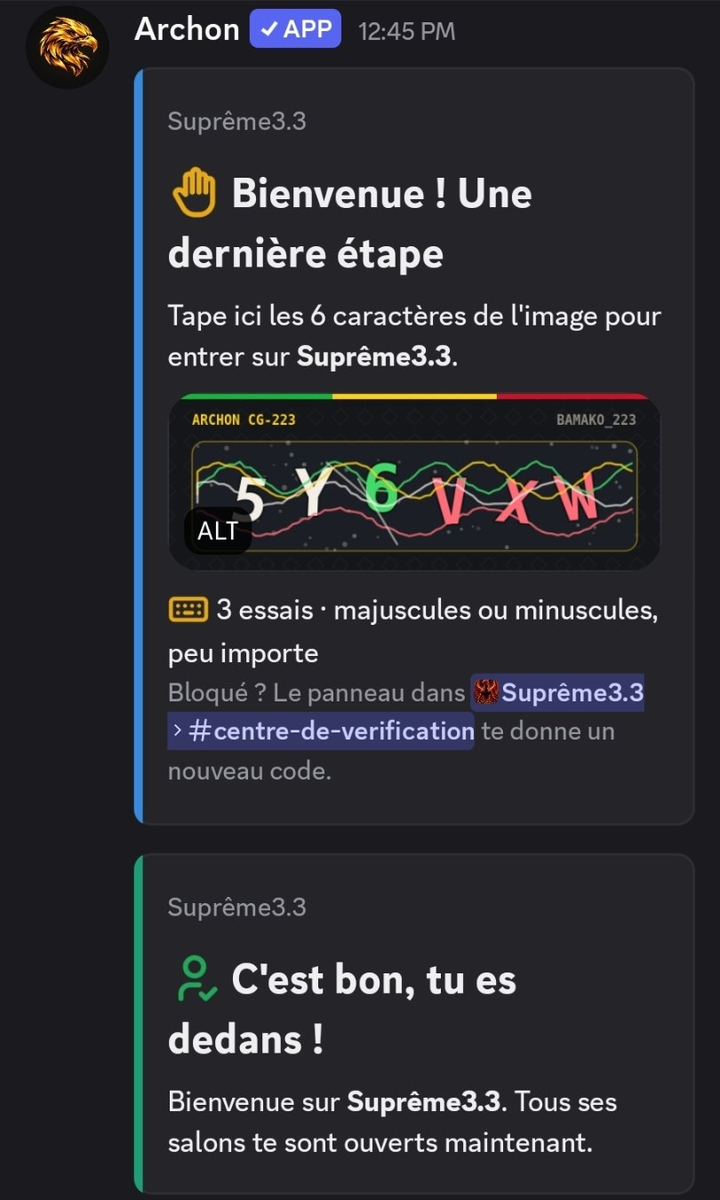 Archon ✓ APP 12:45 PM
Suprême3.3
Bienvenue ! Une
dernière étape
Tape ici les 6 caractères de l'image pour
entrer sur Suprême3.3.
ARCHON CG-223 BAMAKO_223
5 Y 6 V X W
ALT
3 essais · majuscules ou minuscules,
peu importe
Bloqué ? Le panneau dans Suprême3.3
› #centre-de-verification te donne un
nouveau code.
Suprême3.3
C'est bon, tu es
dedans !
Bienvenue sur Suprême3.3. Tous ses
salons te sont ouverts maintenant.